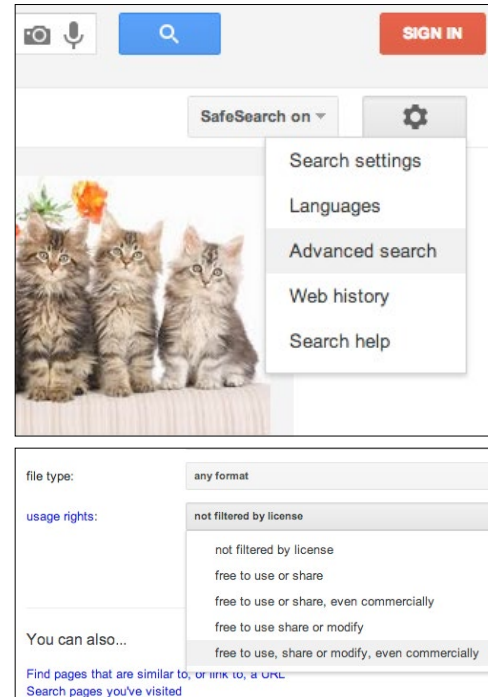 SIGN IN
SafeSearch on
Search settings
Languages
Advanced search
Web history
Search help
file type: any format
usage rights: not filtered by license
not filtered by license
free to use or share
free to use or share, even commercially
free to use share or modify
free to use, share or modify, even commercially
You can also...
Find pages that are similar to, or link to, a URL
Search pages you've visited